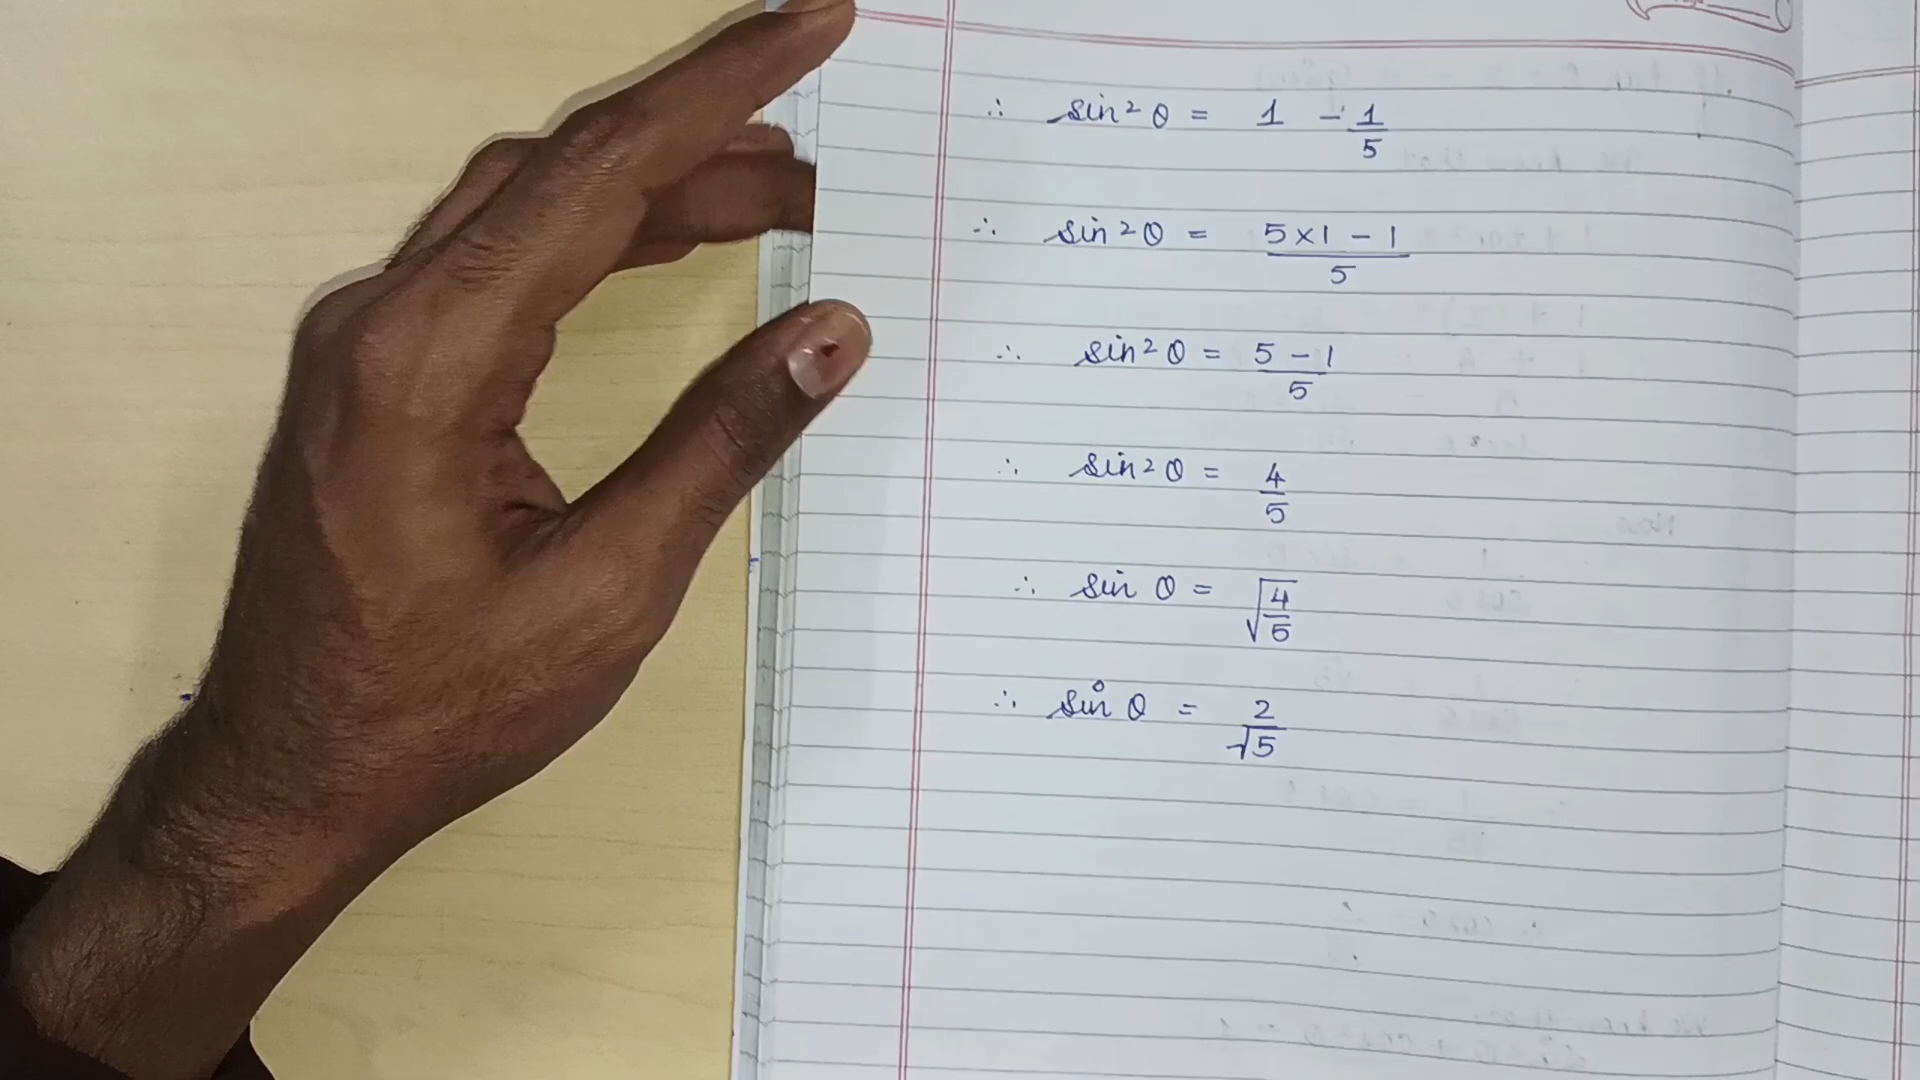 ∴ sin²θ = 1 - 1/5
∴ sin²θ = (5×1-1)/5
∴ sin²θ = (5-1)/5
∴ sin²θ = 4/5
∴ sin θ = √(4/5)
∴ sin θ = 2/√5